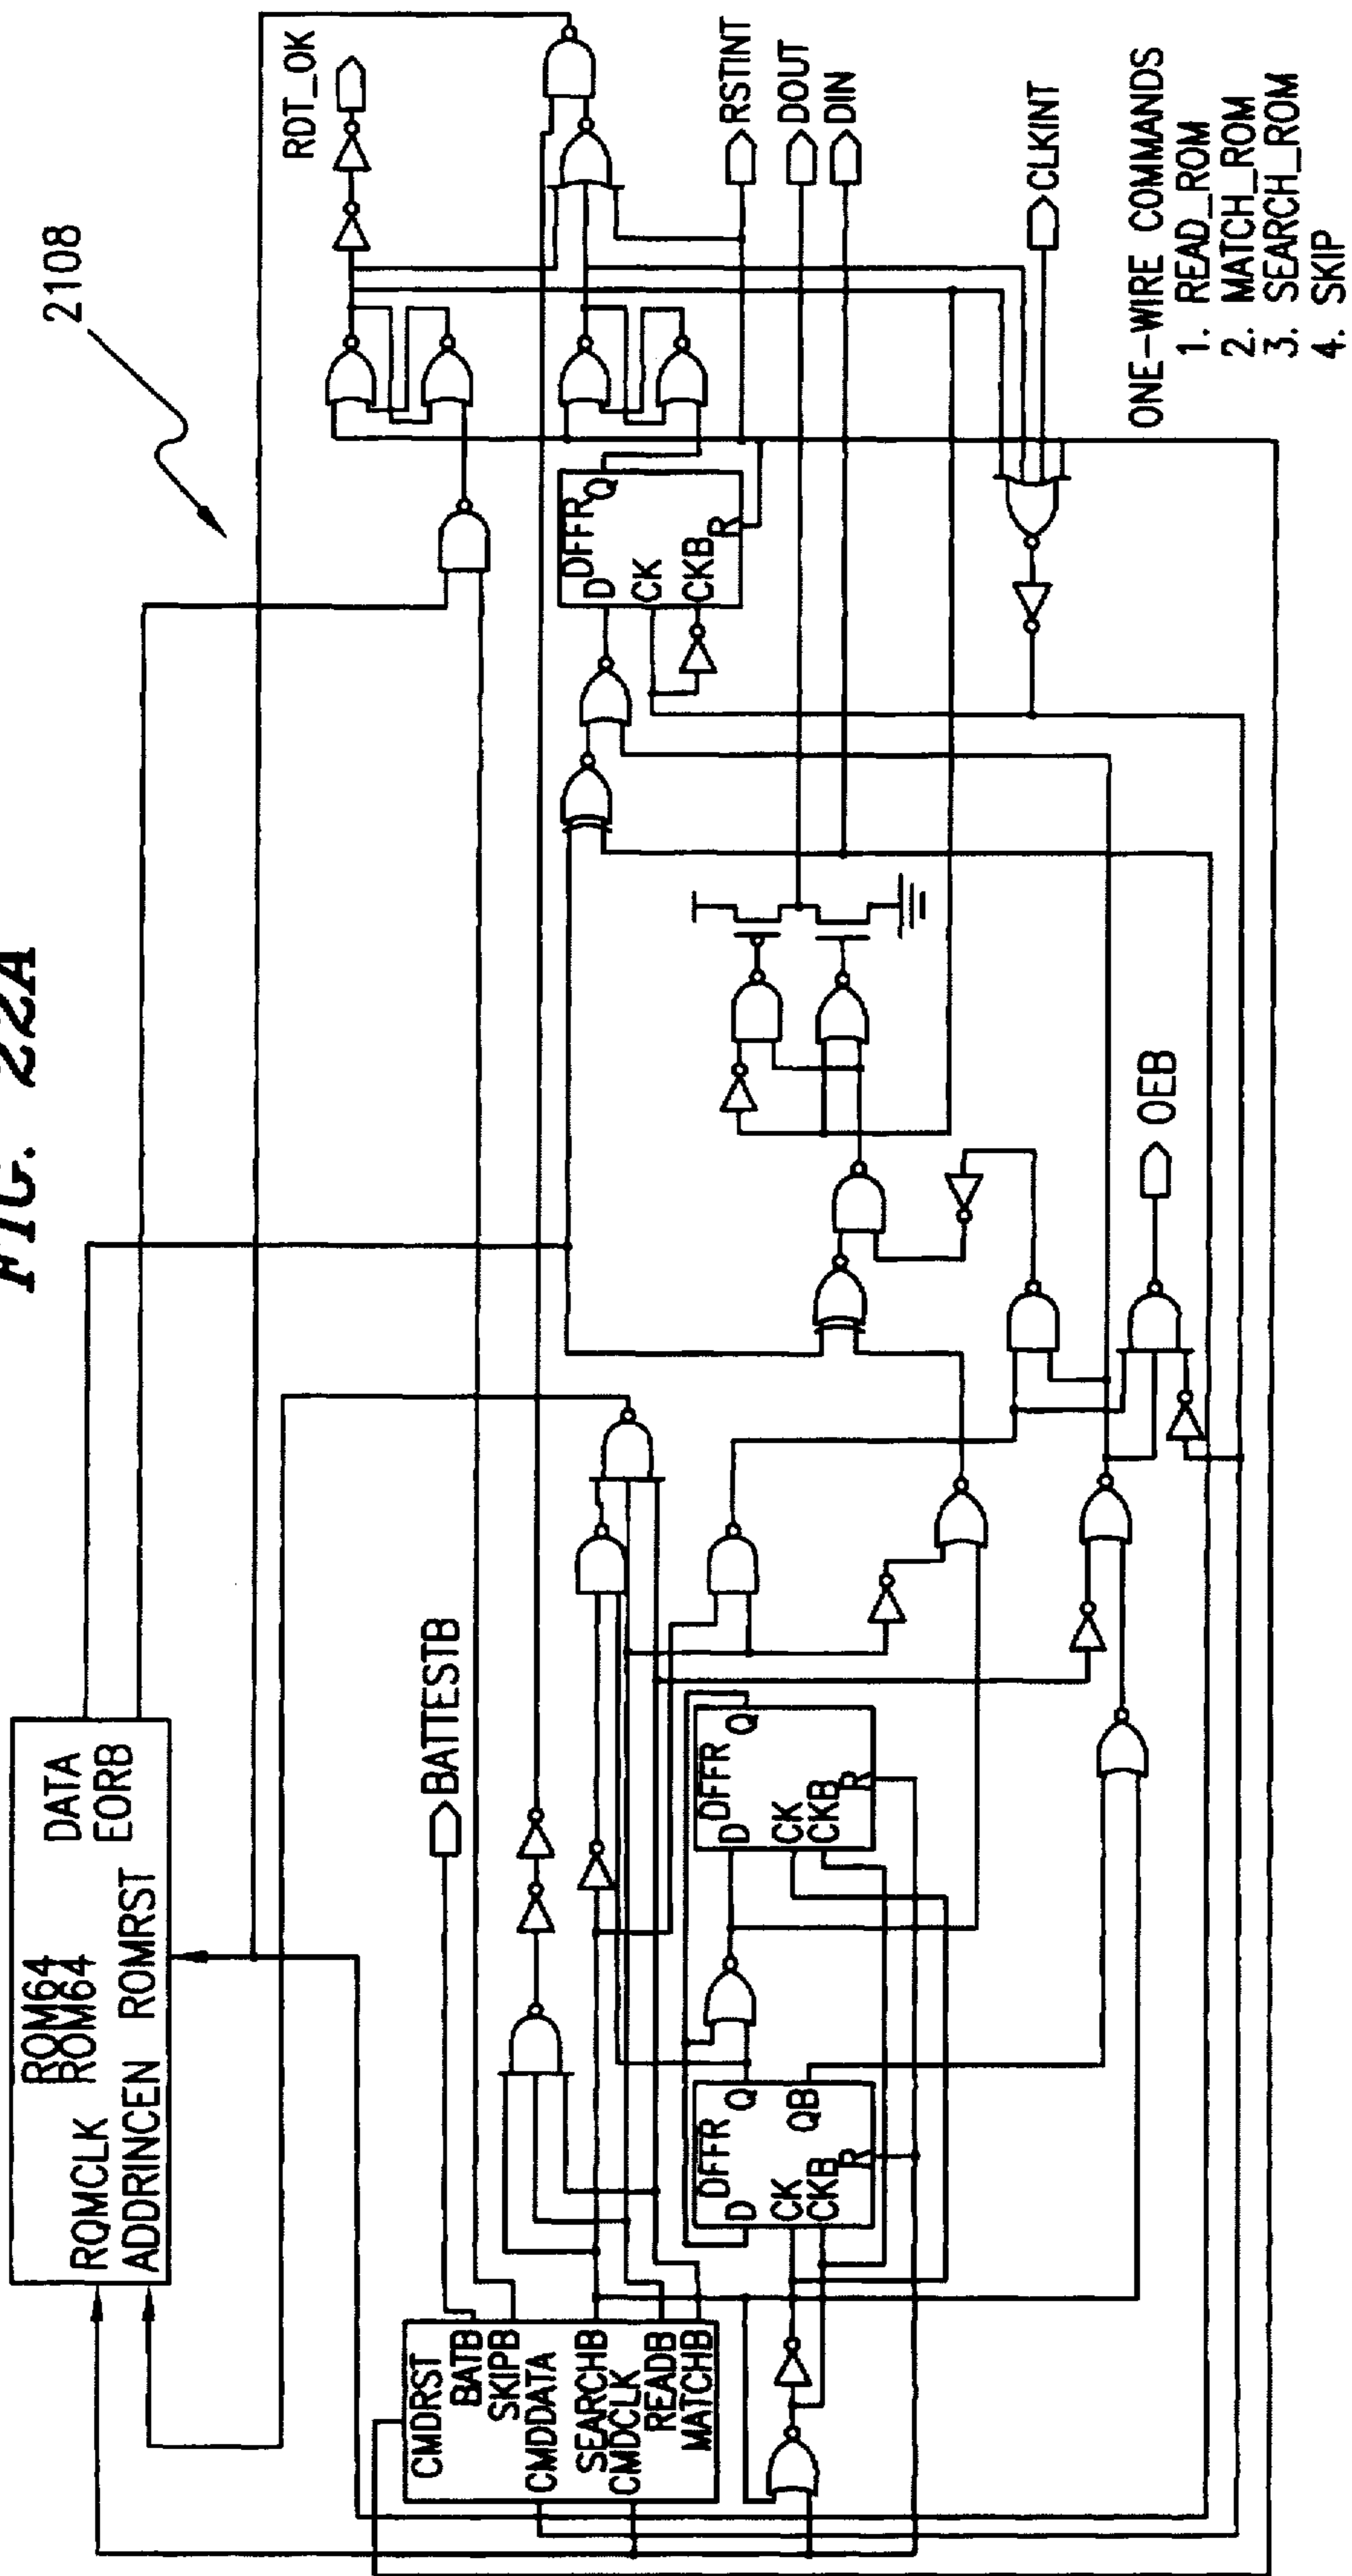 FIG. 22A
2108
ROM64
ROM64
RQMCLK
DATA
EORB
ADDRINCEN
ROMRST
RDT_OK
BATTESTB
CMDRST
BATB
SKIPB
CMDDATA
SEARCHB
CMDCLK
READB
MATCHB
DFFR
D
Q
CK
CKB
QB
R
DFFR
D
Q
CK
CKB
R
DFFR
D
Q
CK
CKB
R
RSTINT
DOUT
DIN
OEB
CLKINT
ONE-WIRE COMMANDS
1. READ_ROM
2. MATCH_ROM
3. SEARCH_ROM
4. SKIP